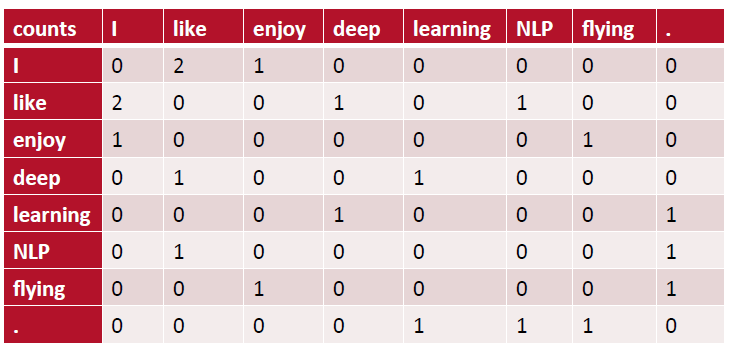 counts I like enjoy deep learning NLP flying .
I 0 2 1 0 0 0 0 0
like 2 0 0 1 0 1 0 0
enjoy 1 0 0 0 0 0 1 0
deep 0 1 0 0 1 0 0 0
learning 0 0 0 1 0 0 0 1
NLP 0 1 0 0 0 0 0 1
flying 0 0 1 0 0 0 0 1
. 0 0 0 0 1 1 1 0